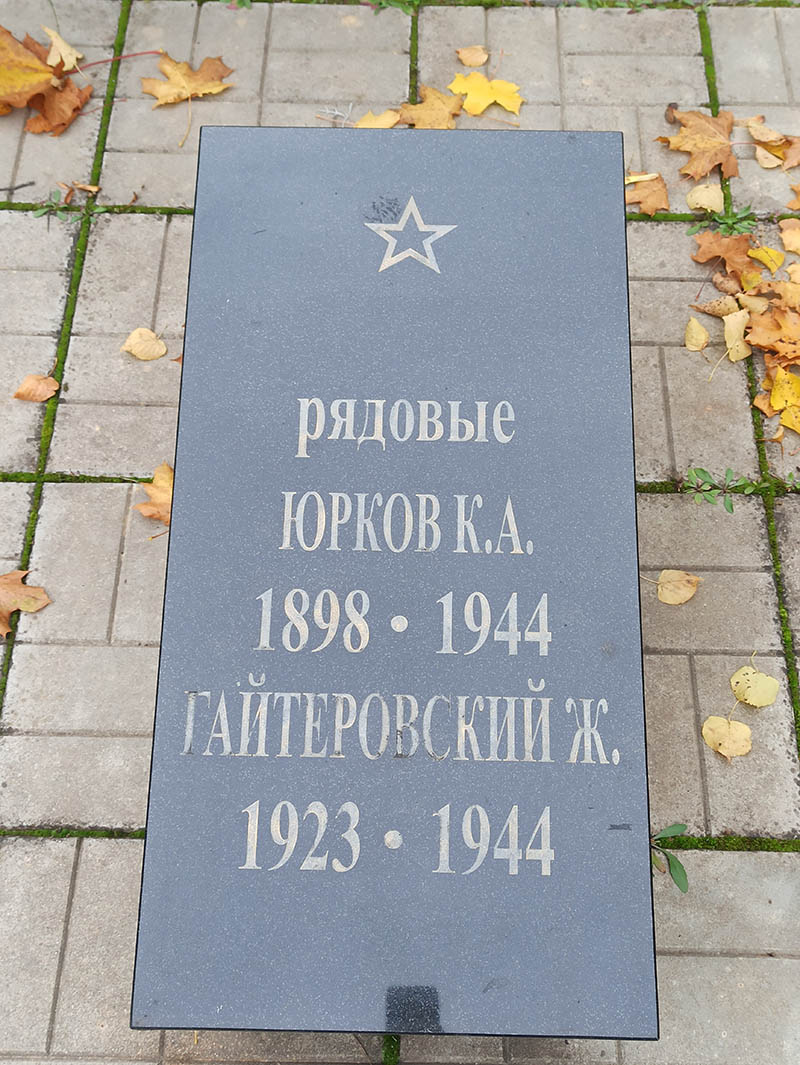 рядовые
ЮРКОВ К.А.
1898 • 1944
ГАЙТЕРОВСКИЙ Ж.
1923 • 1944